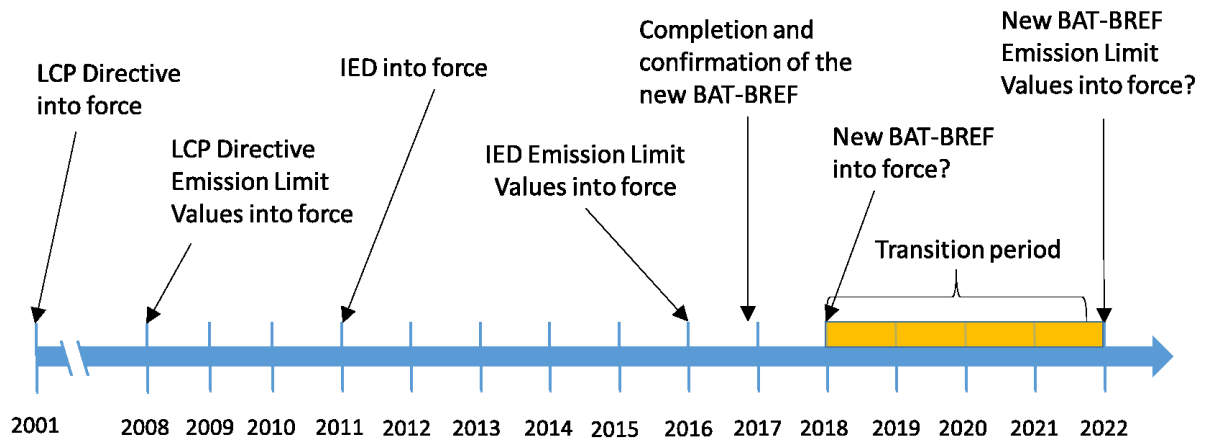 LCP Directive
into force
LCP Directive
Emission Limit
Values into force
IED into force
IED Emission Limit
Values into force
Completion and
confirmation of the
new BAT-BREF
New BAT-BREF
into force?
New BAT-BREF
Emission Limit
Values into force?
Transition period
2001 2008 2009 2010 2011 2012 2013 2014 2015 2016 2017 2018 2019 2020 2021 2022